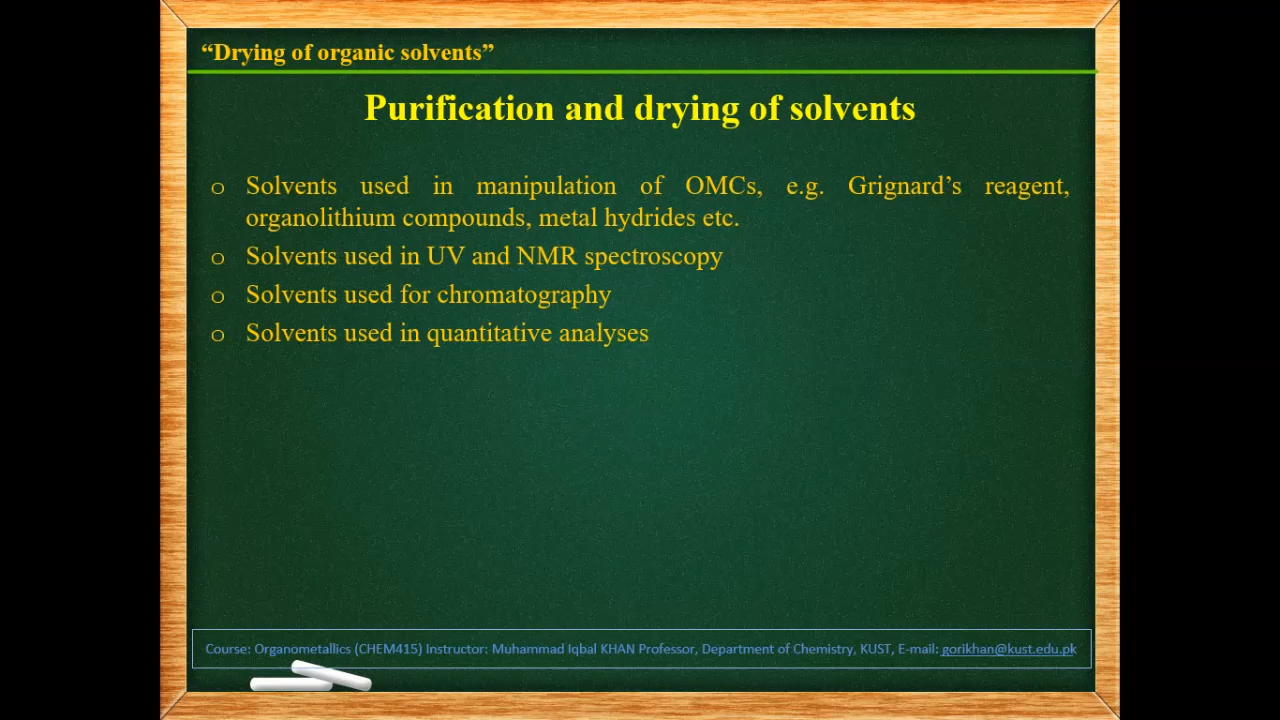 “Drying of organic solvents”
Purification and drying of solvents
o Solvents used in manipulation of OMCs, e.g. Grignard’s reagent,
organolithium compounds, metal hydrides etc.
o Solvents used in UV and NMR spectroscopy
o Solvents used for chromatography
o Solvents used in quantitative analyses
Course: Organometallics (CHEM415) Instructor: Muhammad Iqbal KHAN Professor, Department of Chemistry, KUST, E-mail: gorikhan@kust.edu.pk